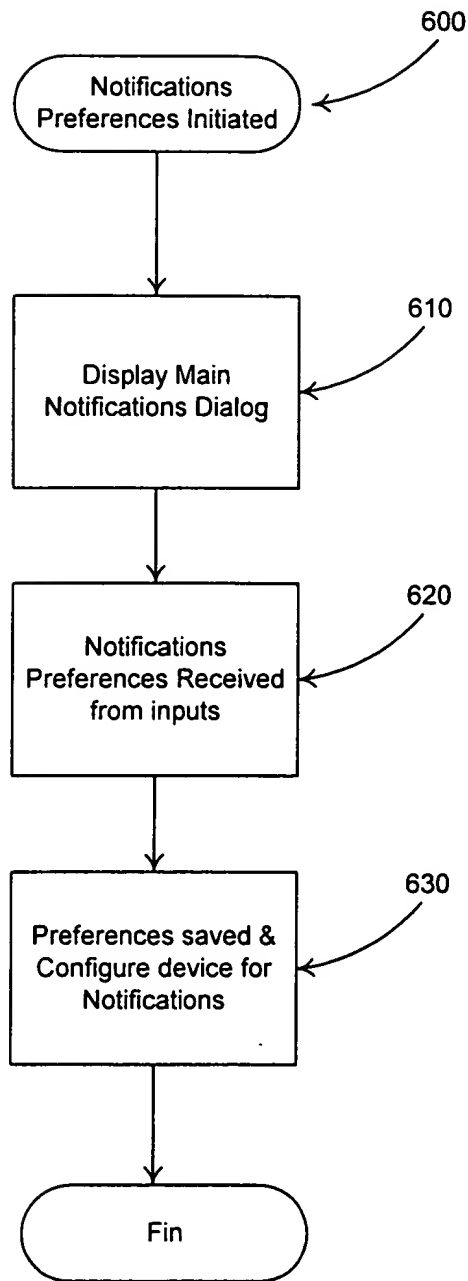 600
Notifications
Preferences Initiated
610
Display Main
Notifications Dialog
620
Notifications
Preferences Received
from inputs
630
Preferences saved &
Configure device for
Notifications
Fin